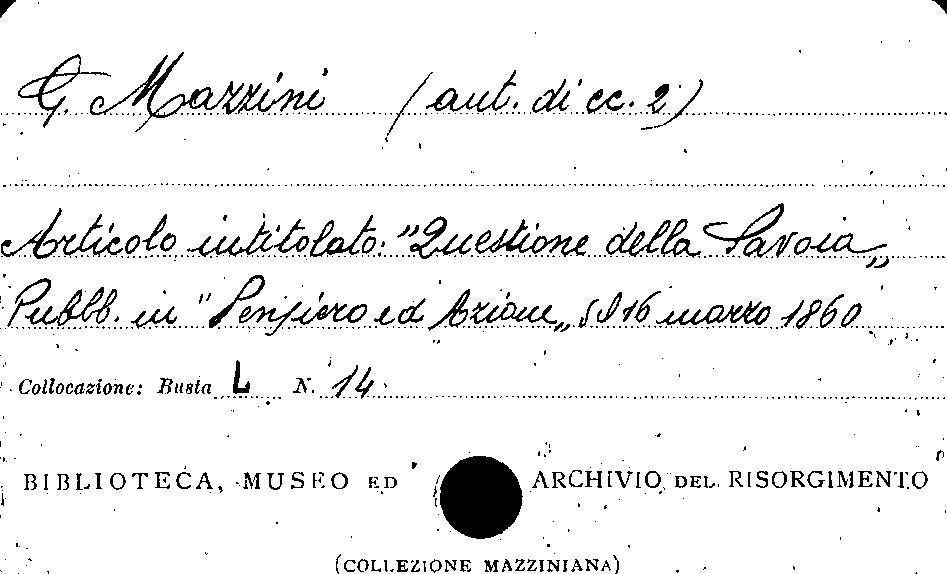 G. Mazzini (aut. di cc. 2)
Articolo intitolato: "Questione della Savoia„
Pubbl. in "Pensiero ed Azione„ 16 marzo 1860
Collocazione: Busta L N. 14
BIBLIOTECA, MUSEO ED ARCHIVIO DEL RISORGIMENTO
(COLLEZIONE MAZZINIANA)